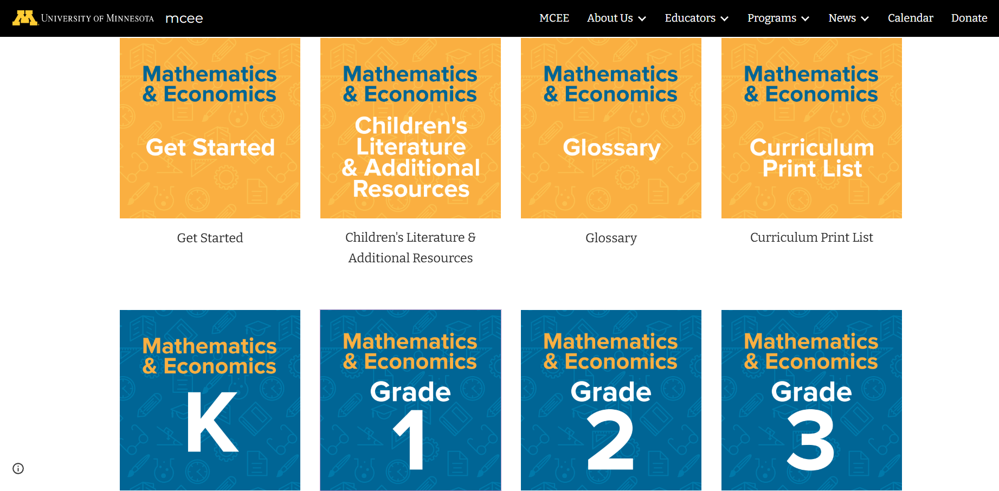 University of Minnesota mcee MCEE About Us Educators Programs News Calendar Donate
Mathematics
& Economics
Get Started
Mathematics
& Economics
Children's
Literature
& Additional
Resources
Mathematics
& Economics
Glossary
Mathematics
& Economics
Curriculum
Print List
Get Started
Children's Literature &
Additional Resources
Glossary
Curriculum Print List
Mathematics
& Economics
K
Mathematics
& Economics
Grade
1
Mathematics
& Economics
Grade
2
Mathematics
& Economics
Grade
3